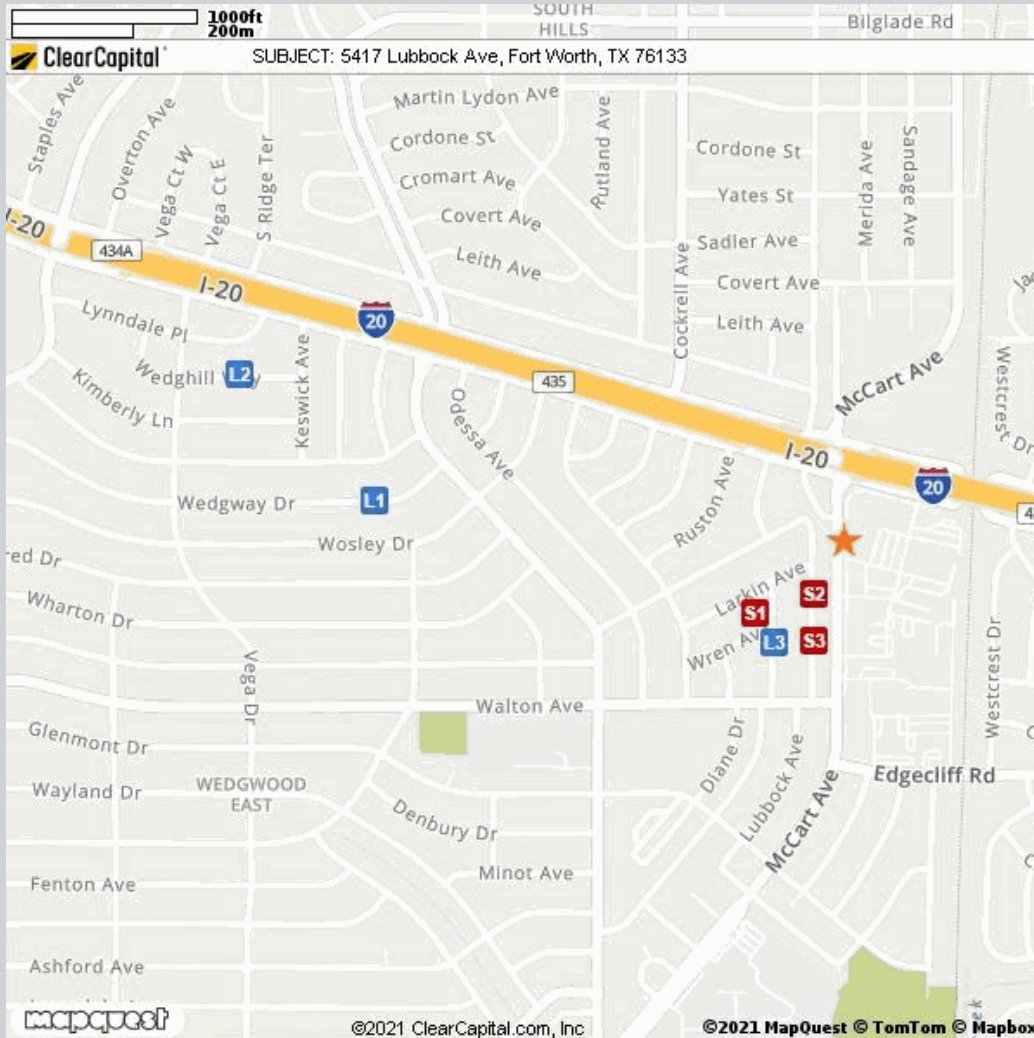 1000ft
200m
SOUTH
HILLS
Bilglade Rd
ClearCapital
SUBJECT: 5417 Lubbock Ave, Fort Worth, TX 76133
Staples Ave
Overton Ave
Vega Ct W
Vega Ct E
S Ridge Ter
Martin Lydon Ave
Cordone St
Cromart Ave
Covert Ave
Leith Ave
Rutland Ave
Cordone St
Yates St
Sadler Ave
Covert Ave
Leith Ave
Merida Ave
Sandage Ave
Cockrell Ave
I-20
434A
I-20
20
435
McCart Ave
Westcrest Dr
I-20
20
Lynndale Pl
L2
Kimberly Ln
Keswick Ave
Odessa Ave
Wedgway Dr
L1
Wosley Dr
Ruston Ave
red Dr
Wharton Dr
Larkin Ave
S2
S1
Wren Av
L3
S3
Westcrest Dr
Vega Dr
Walton Ave
Glenmont Dr
Diane Dr
Lubbock Ave
McCart Ave
Edgecliff Rd
Wayland Dr
WEDGWOOD
EAST
Denbury Dr
Minot Ave
Fenton Ave
Ashford Ave
mapquest
©2021 ClearCapital.com, Inc
©2021 MapQuest © TomTom © Mapbox